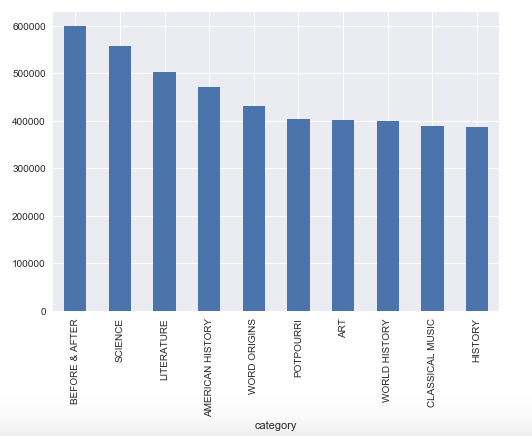 600000
500000
400000
300000
200000
100000
0
BEFORE & AFTER
SCIENCE
LITERATURE
AMERICAN HISTORY
WORD ORIGINS
POTPOURRI
ART
WORLD HISTORY
CLASSICAL MUSIC
HISTORY
category